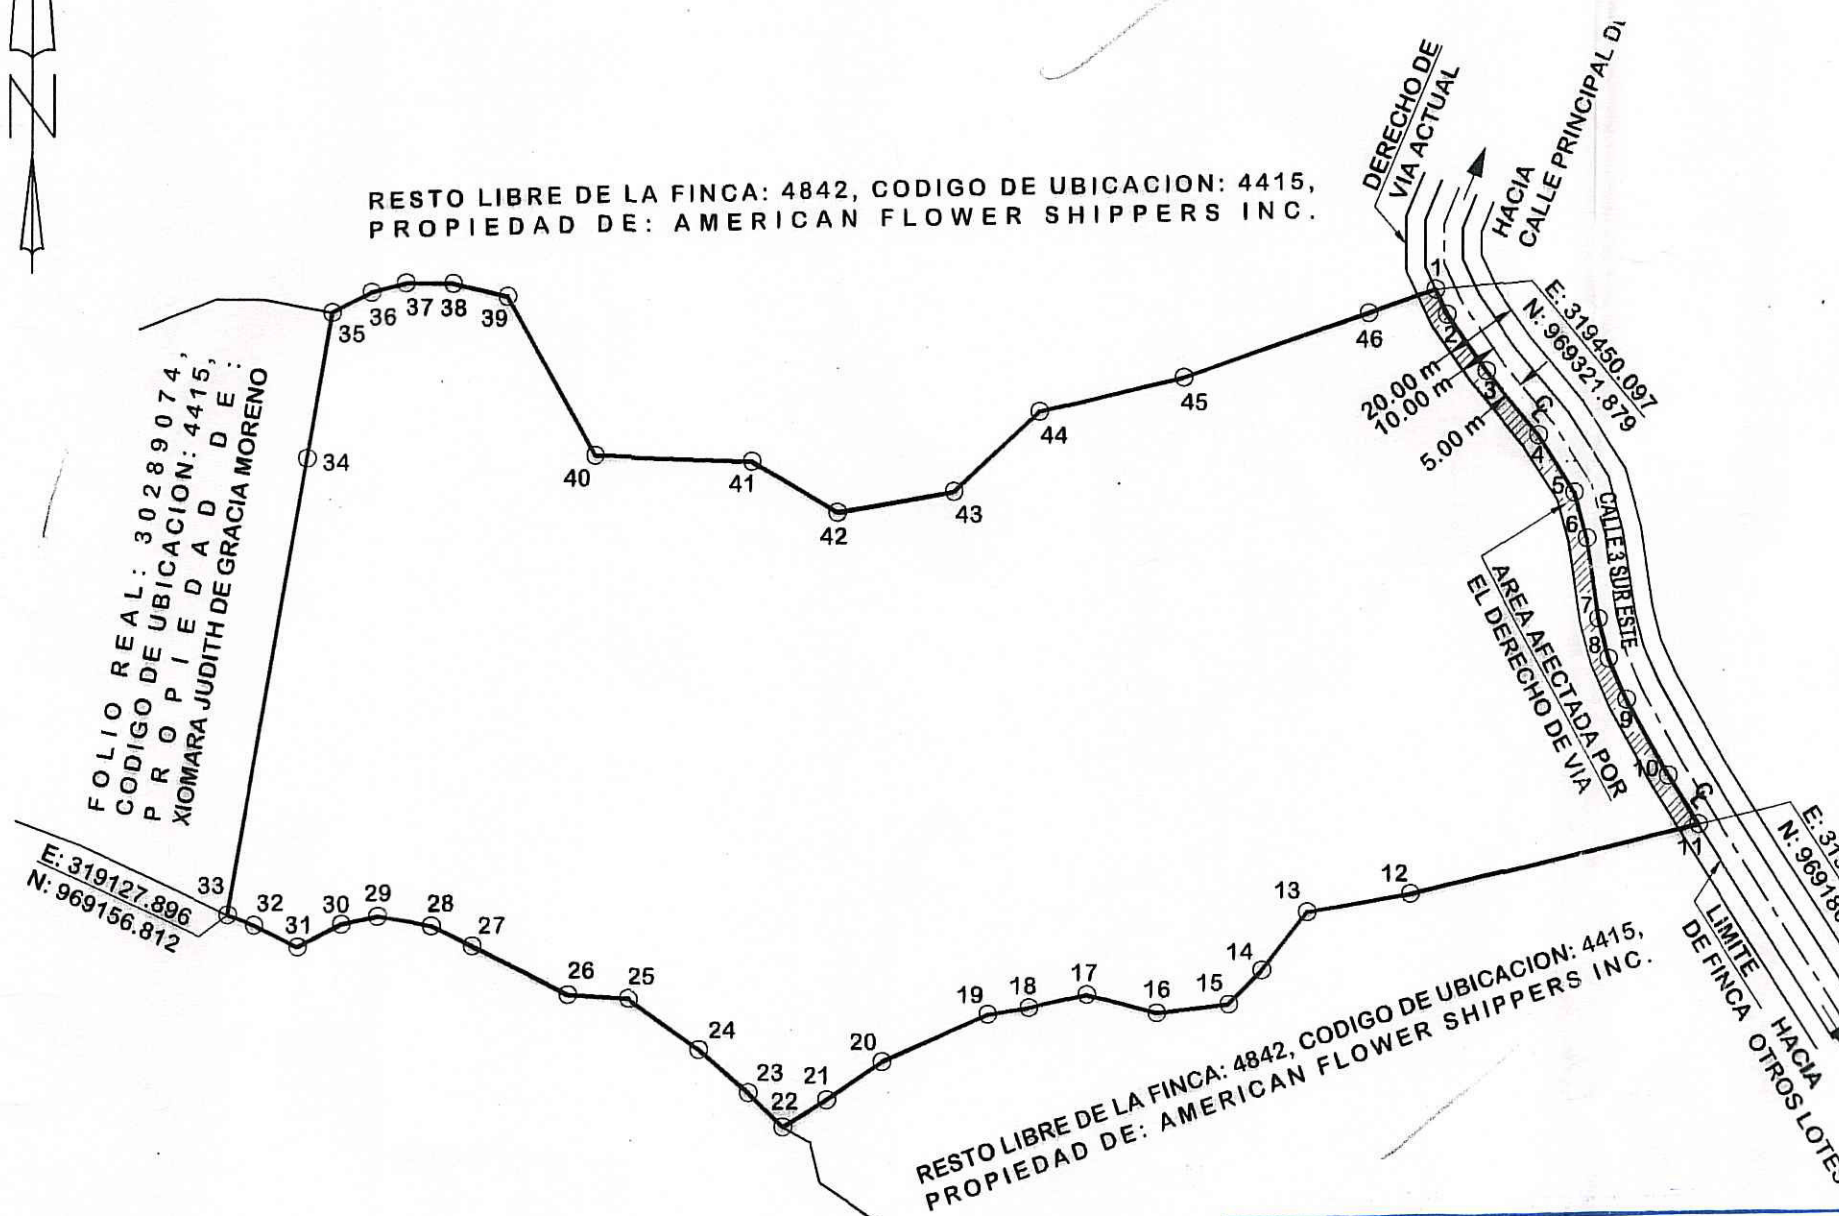 N
DERECHO DE
VIA ACTUAL
HACIA
CALLE PRINCIPAL
RESTO LIBRE DE LA FINCA: 4842, CODIGO DE UBICACION: 4415,
PROPIEDAD DE: AMERICAN FLOWER SHIPPERS INC.
E: 319450.097
N: 969321.879
20.00 m
10.00 m
5.00 m
CL
CALLE 3 SUR ESTE
AREA AFECTADA POR
EL DERECHO DE VIA
CL
FOLIO REAL: 30289074,
CODIGO DE UBICACION: 4415,
PROPIEDAD DE:
XIOMARA JUDITH DE GRACIA MORENO
E: 319127.896
N: 969156.812
LIMITE
DE FINCA
HACIA
OTROS LOTES
RESTO LIBRE DE LA FINCA: 4842, CODIGO DE UBICACION: 4415,
PROPIEDAD DE: AMERICAN FLOWER SHIPPERS INC.
1
2
3
4
5
6
7
8
9
10
11
12
13
14
15
16
17
18
19
20
21
22
23
24
25
26
27
28
29
30
31
32
33
34
35
36
37
38
39
40
41
42
43
44
45
46